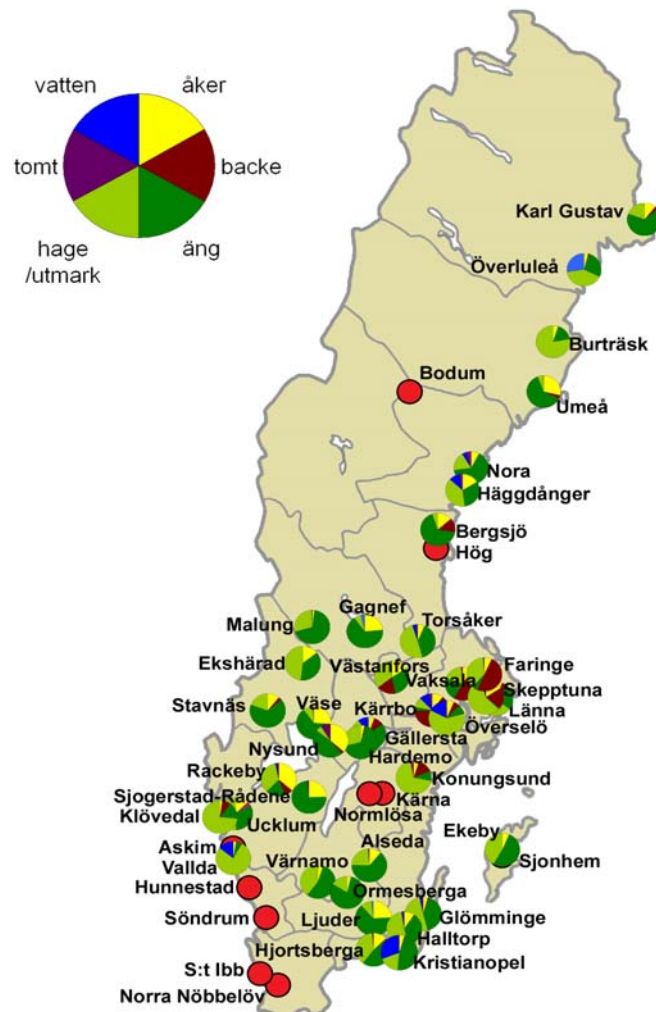 vatten
åker
tomt
backe
hage
/utmark
äng
Karl Gustav
Överluleå
Burträsk
Bodum
Umeå
Nora
Häggdånger
Bergsjö
Hög
Gagnef
Malung
Torsåker
Ekshärad
Västanfors
Faringe
Vaksala
Skepptuna
Stavnäs
Väse
Kärrbo
Länna
Överselö
Nysund
Gällersta
Hardemo
Rackeby
Konungsund
Sjogerstad-Rådene
Kärna
Klövedal
Ucklum
Normlösa
Askim
Alseda
Ekeby
Vallda
Värnamo
Sjonhem
Hunnestad
Ormesberga
Söndrum
Ljuder
Glömminge
Halltorp
Hjortsberga
Kristianopel
S:t Ibb
Norra Nöbbelöv